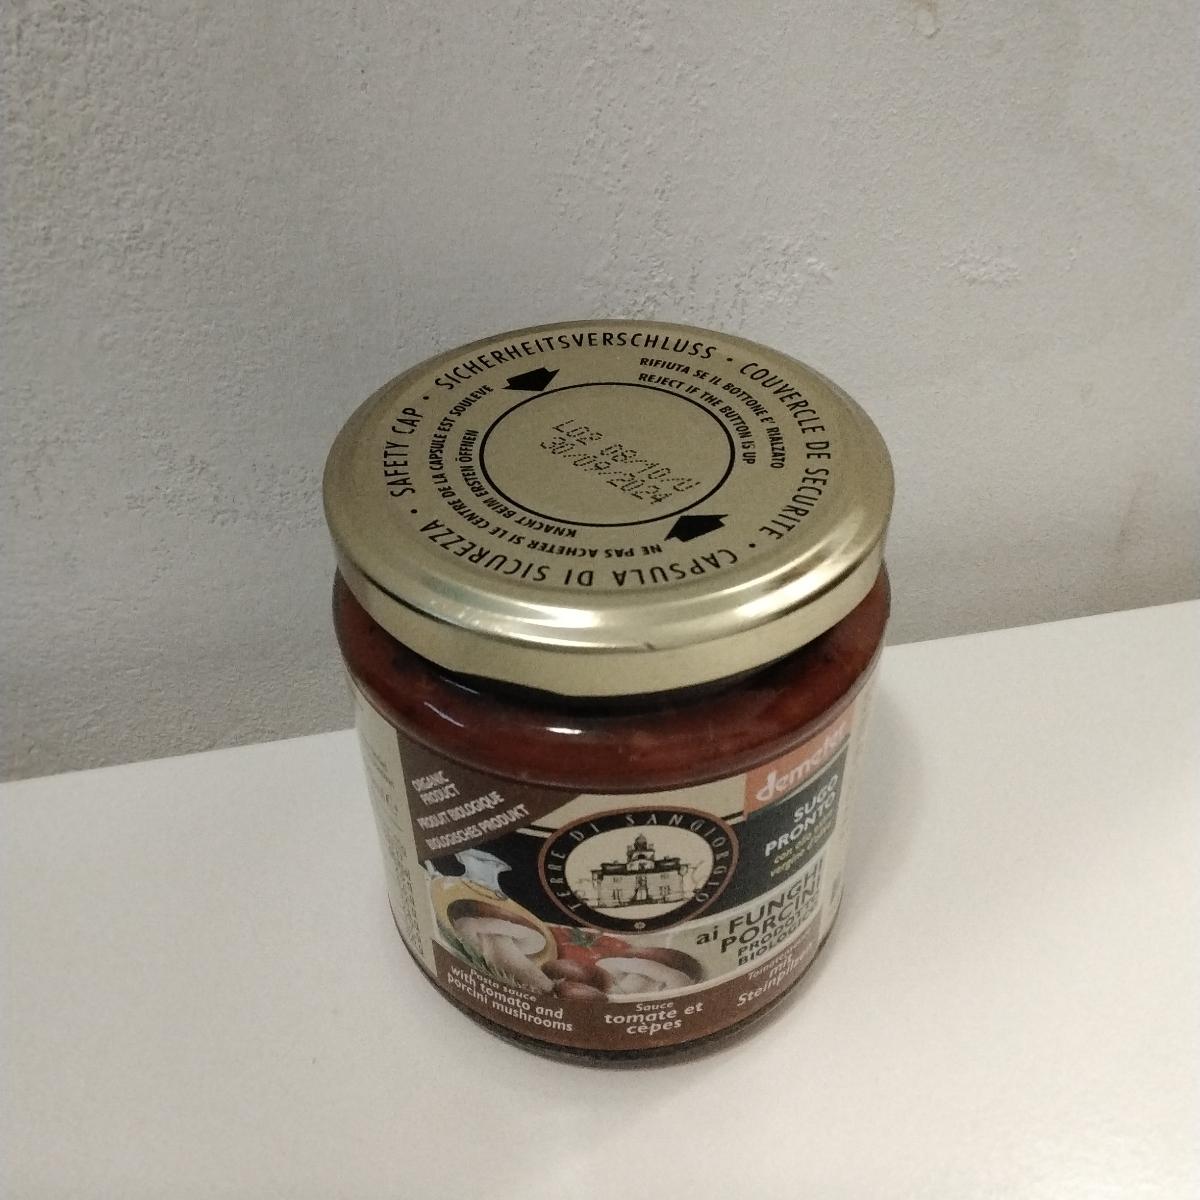 SAFETY CAP • SICHERHEITSVERSCHLUSS • COUVERCLE DE SECURITE • CAPSULA DI SICUREZZA •
RIFIUTA SE IL BOTTONE E' RIALZATO
REJECT IF THE BUTTON IS UP
NE PAS ACHETER SI LE CENTRE DE LA CAPSULE EST SOULEVE
KNACKT BEIM ERSTEN ÖFFNEN
30/09/2024
ORGANIC
PRODUCT
PRODUIT BIOLOGIQUE
BIOLOGISCHES PRODUKT
TERRE DI SANGIORGIO
demeter
SUGO
PRONTO
con olio
vergine
ai FUNGHI
PORCINI
PRODOTTO
BIOLOGICO
Pasta sauce
with tomato and
porcini mushrooms
Sauce
tomate et
cèpes
mit